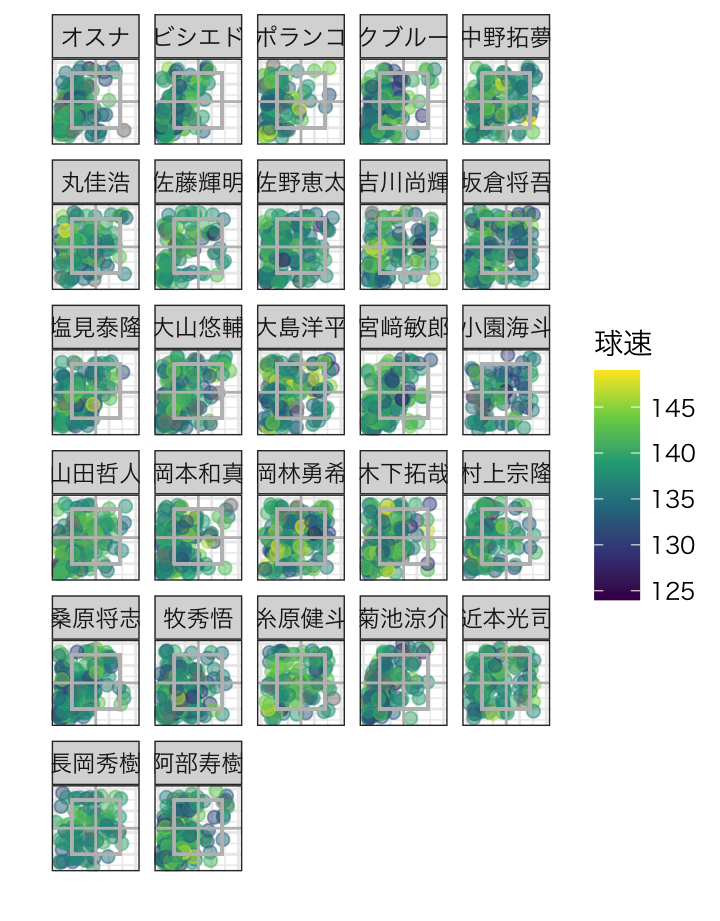 オスナ
ビシエド
ポランコ
クブルー
中野拓夢
丸佳浩
佐藤輝明
佐野恵太
吉川尚輝
坂倉将吾
塩見泰隆
大山悠輔
大島洋平
宮﨑敏郎
小園海斗
球速
145
140
135
130
125
山田哲人
岡本和真
岡林勇希
木下拓哉
村上宗隆
桑原将志
牧秀悟
糸原健斗
菊池涼介
近本光司
長岡秀樹
阿部寿樹